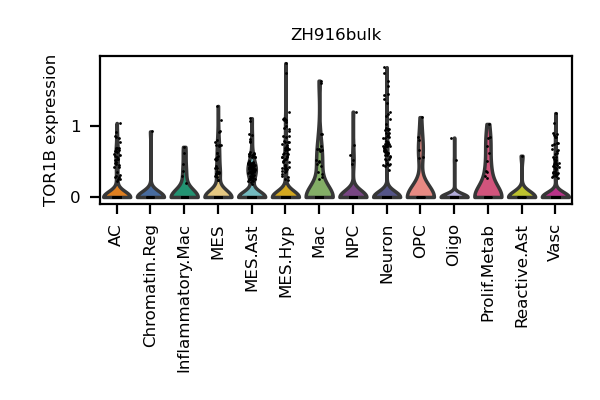 ZH916bulk
TOR1B expression
1
0
AC
Chromatin.Reg
Inflammatory.Mac
MES
MES.Ast
MES.Hyp
Mac
NPC
Neuron
OPC
Oligo
Prolif.Metab
Reactive.Ast
Vasc